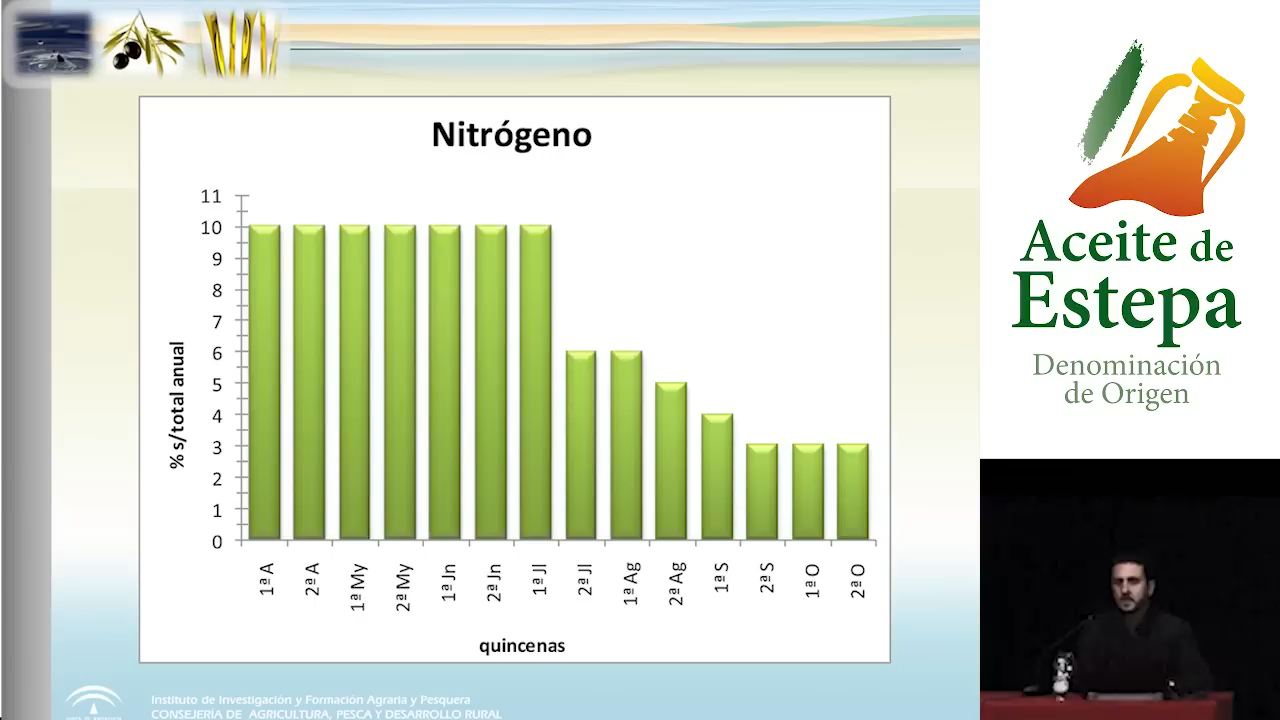 Nitrógeno
% s/total anual
11
10
9
8
7
6
5
4
3
2
1
0
1ª A
2ª A
1ª My
2ª My
1ª Jn
2ª Jn
1ª Jl
2ª Jl
1ª Ag
2ª Ag
1ª S
2ª S
1ª O
2ª O
quincenas
Instituto de Investigación y Formación Agraria y Pesquera
CONSEJERÍA DE AGRICULTURA, PESCA Y DESARROLLO RURAL
Aceite de
Estepa
Denominación
de Origen